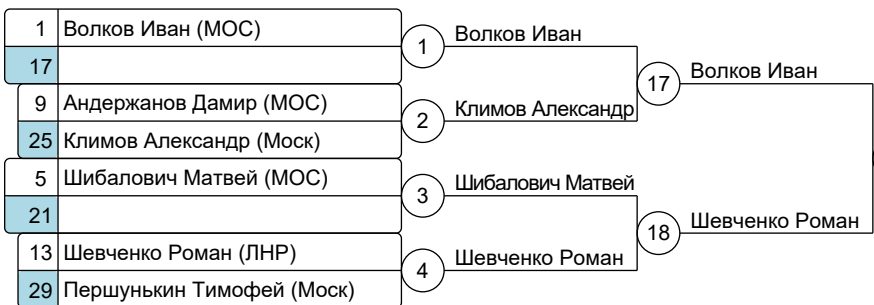 1 Волков Иван (МОС)
17
9 Андержанов Дамир (МОС)
25 Климов Александр (Моск)
5 Шибалович Матвей (МОС)
21
13 Шевченко Роман (ЛНР)
29 Першунькин Тимофей (Моск)
1 Волков Иван
2 Климов Александр
3 Шибалович Матвей
4 Шевченко Роман
17 Волков Иван
18 Шевченко Роман